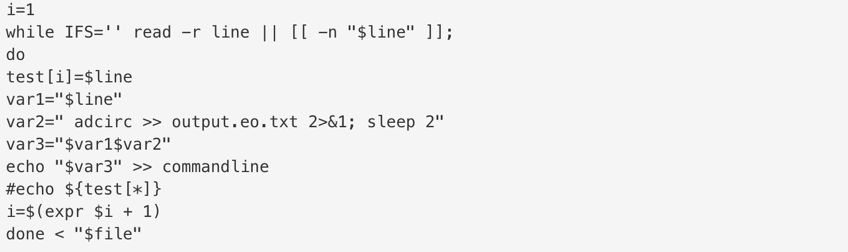 i=1
while IFS='' read -r line || [[ -n "$line" ]];
do
test[i]=$line
var1="$line"
var2=" adcirc >> output.eo.txt 2>&1; sleep 2"
var3="$var1$var2"
echo "$var3" >> commandline
#echo ${test[*]}
i=$(expr $i + 1)
done < "$file"